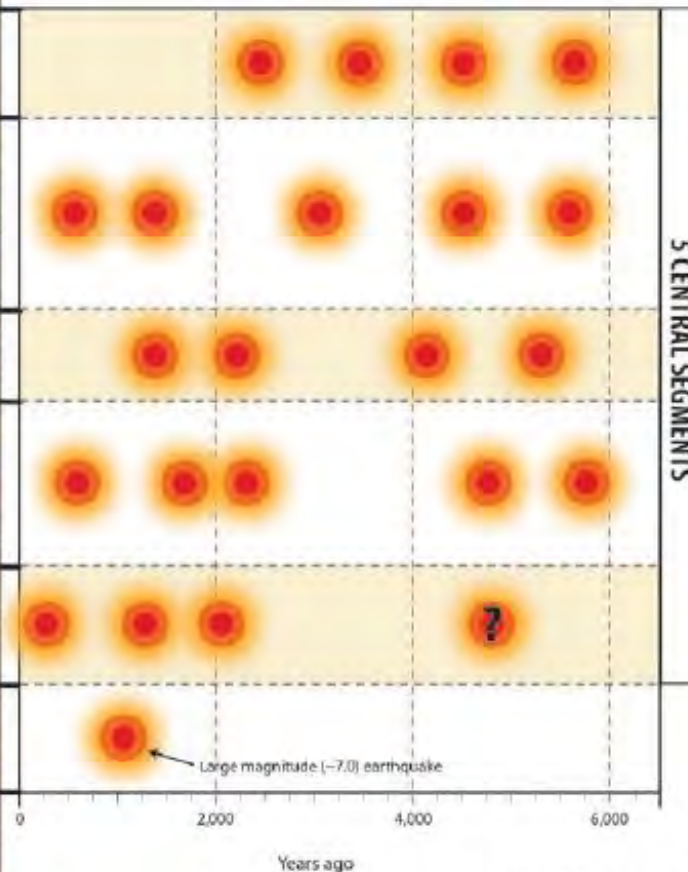 5 CENTRAL SEGMENTS
?
Large magnitude (~7.0) earthquake
0 2,000 4,000 6,000
Years ago